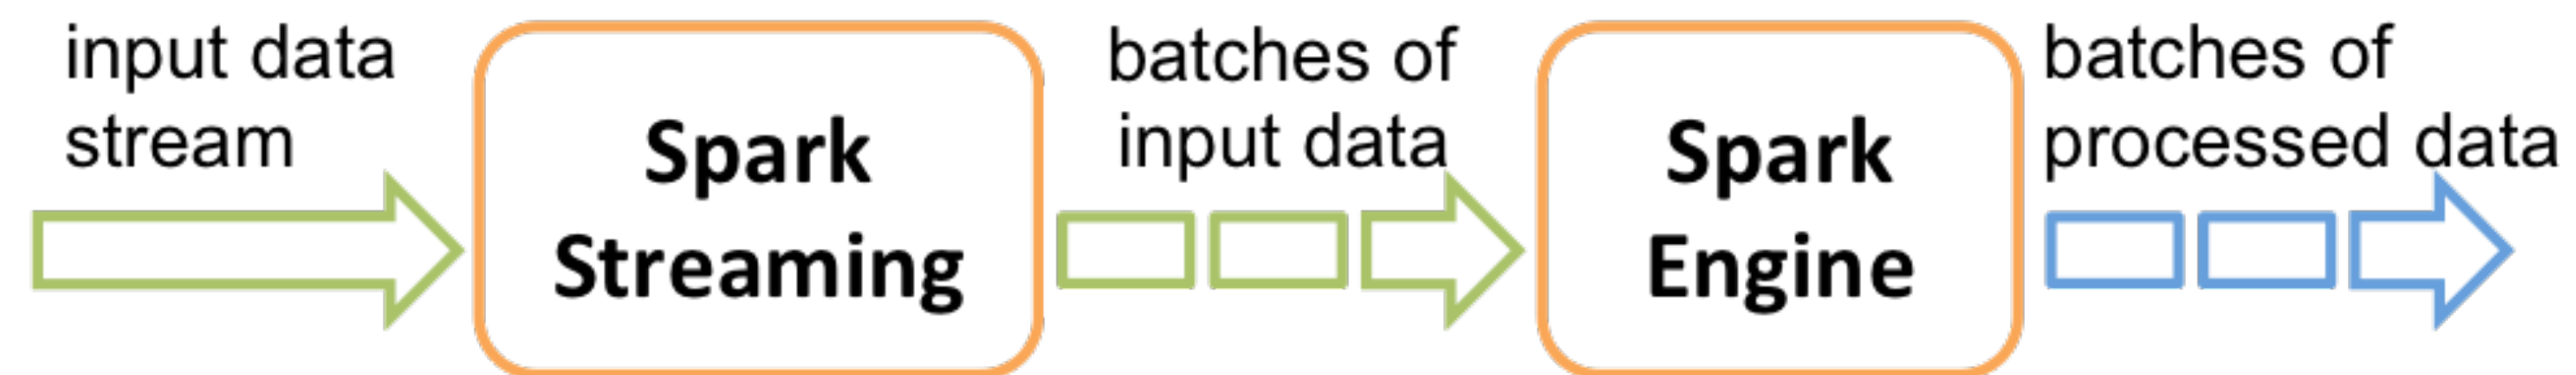 input data
stream
Spark
Streaming
batches of
input data
Spark
Engine
batches of
processed data